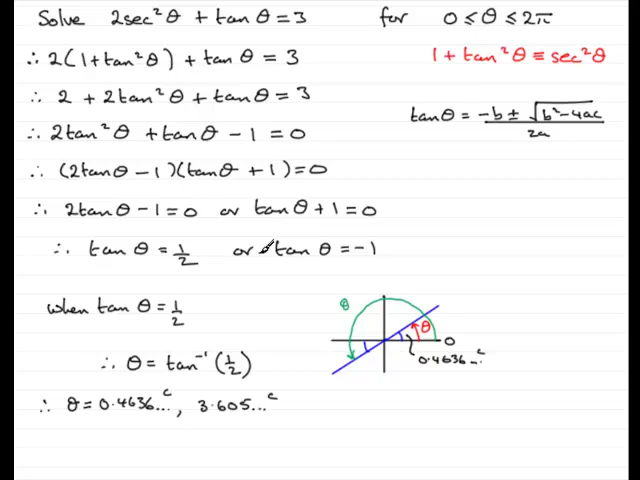 Solve 2sec²θ + tanθ = 3 for 0 ≤ θ ≤ 2π
∴ 2(1+tan²θ) + tanθ = 3 1 + tan²θ ≡ sec²θ
∴ 2 + 2tan²θ + tanθ = 3
tanθ = -b ± √(b²-4ac) / 2a
∴ 2tan²θ + tanθ - 1 = 0
∴ (2tanθ - 1)(tanθ + 1) = 0
∴ 2tanθ - 1 = 0 or tanθ + 1 = 0
∴ tanθ = 1/2 or tanθ = -1
when tanθ = 1/2
θ
θ 0
0.4636...ᶜ
∴ θ = tan⁻¹(1/2)
∴ θ = 0.4636...ᶜ, 3.605...ᶜ